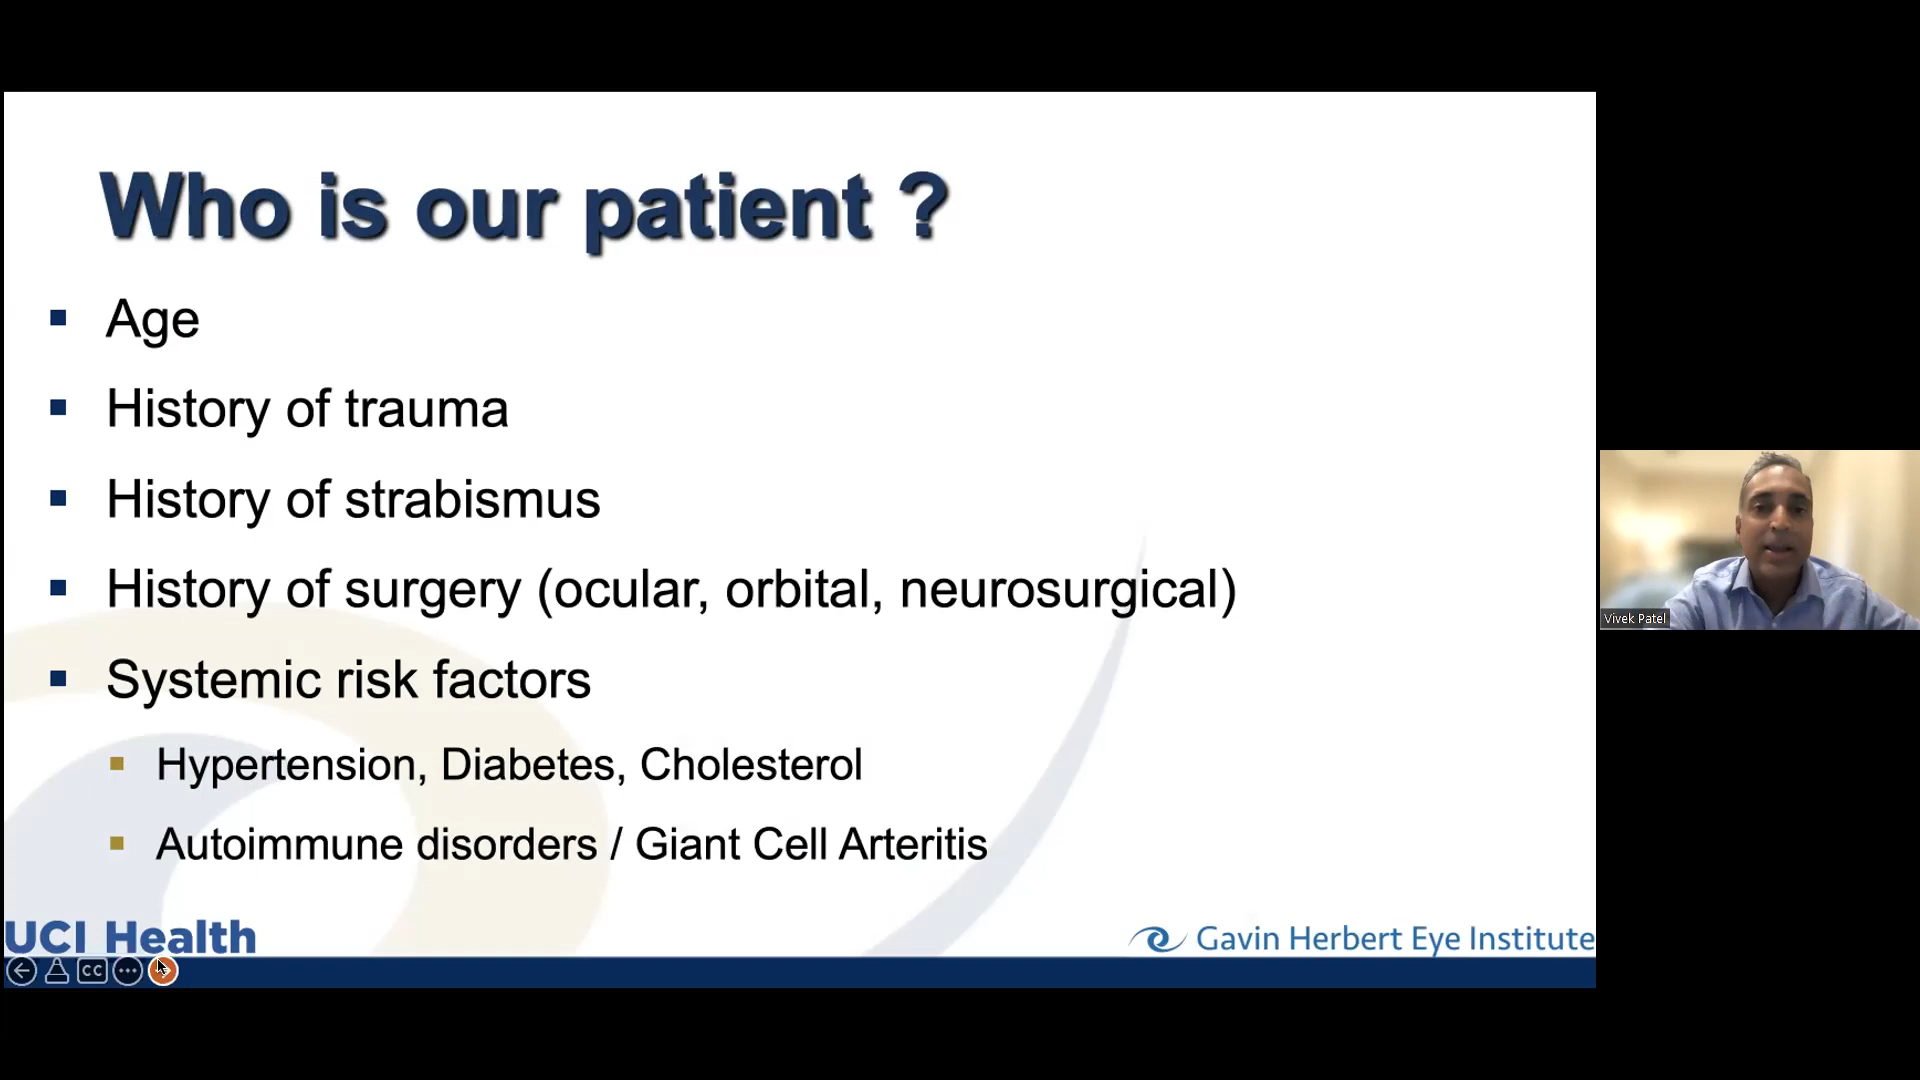 Who is our patient ?
Age
History of trauma
History of strabismus
History of surgery (ocular, orbital, neurosurgical)
Systemic risk factors
Hypertension, Diabetes, Cholesterol
Autoimmune disorders / Giant Cell Arteritis
UCI Health
Gavin Herbert Eye Institute
CC
Vivek Patel